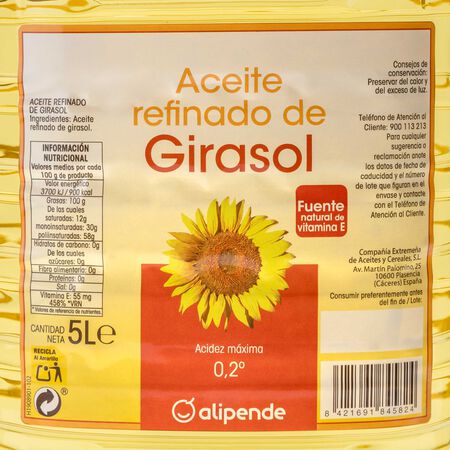 ACEITE REFINADO
DE GIRASOL
Ingredientes: Aceite
refinado de girasol.
INFORMACIÓN
NUTRICIONAL
Valores medios por cada
100 g de producto
Valor energético
3700 kJ / 900 kcal
Grasas: 100 g
De las cuales
saturadas: 12g
monoinsaturadas: 30g
poliinsaturadas: 58g
Hidratos de carbono: 0g
De los cuales
azúcares: 0g
Fibra alimentaria: 0g
Proteínas: 0g
Sal: 0g
Vitamina E: 55 mg
458% *VRN
* Valores de referencia de nutrientes.
CANTIDAD
NETA
5L e
RECICLA
Al Amarillo
Aceite
refinado de
Girasol
Fuente
natural de
vitamina E
Acidez máxima
0,2º
alipende
Consejos de
conservación:
Preservar del calor y
del exceso de luz.
Teléfono de Atención al
Cliente: 900 113 213
Para cualquier
sugerencia o
reclamación anote
los datos de fecha de
caducidad y el
número de lote que figuran en el
envase y contacte
con el Teléfono de
Atención al Cliente.
Compañía Extremeña
de Aceites y Cereales, S.L.
Av. Martín Palomino, 25
10600 Plasencia
(Cáceres) España
Consumir preferentemente antes
del fin de / Lote:
8 421691 845824